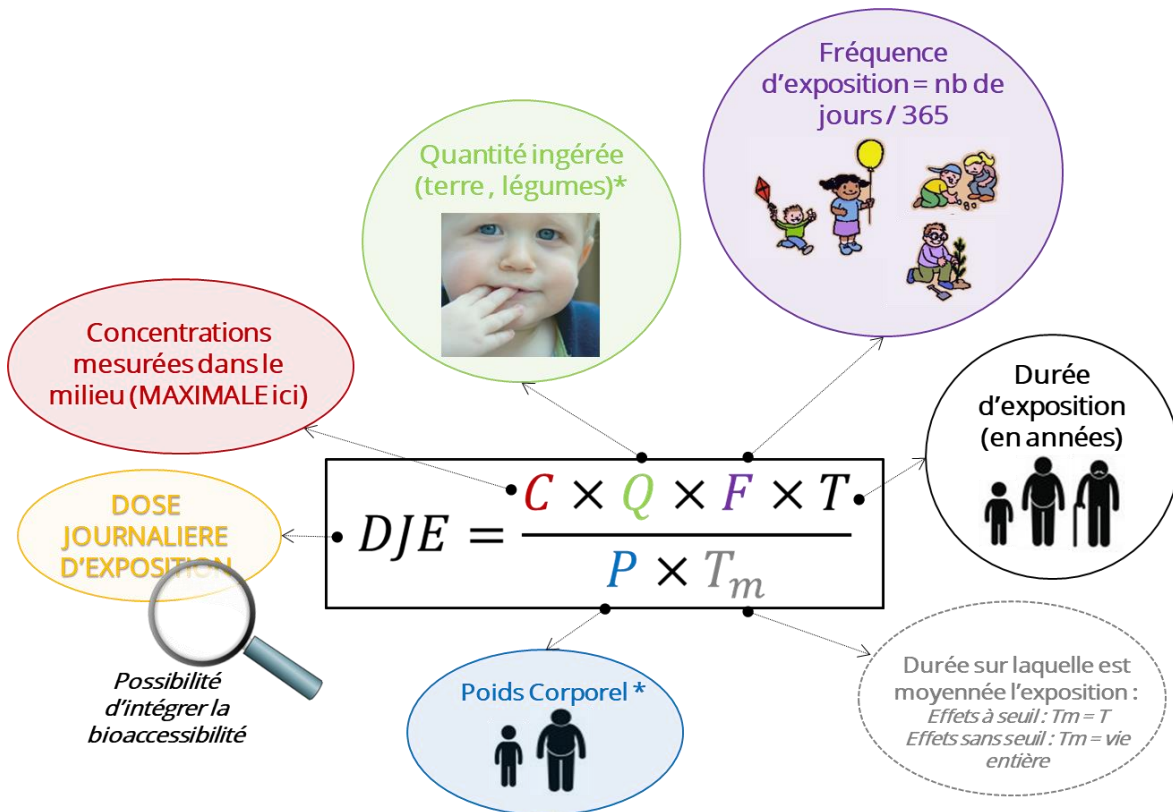 Fréquence
d'exposition = nb de
jours / 365
Quantité ingérée
(terre , légumes)*
Concentrations
mesurées dans le
milieu (MAXIMALE ici)
Durée
d'exposition
(en années)
DOSE
JOURNALIERE
D'EXPOSITION
DJE = C × Q × F × T
P × Tm
Possibilité
d'intégrer la
bioaccessibilité
Poids Corporel *
Durée sur laquelle est
moyennée l'exposition :
Effets à seuil : Tm = T
Effets sans seuil : Tm = vie
entière